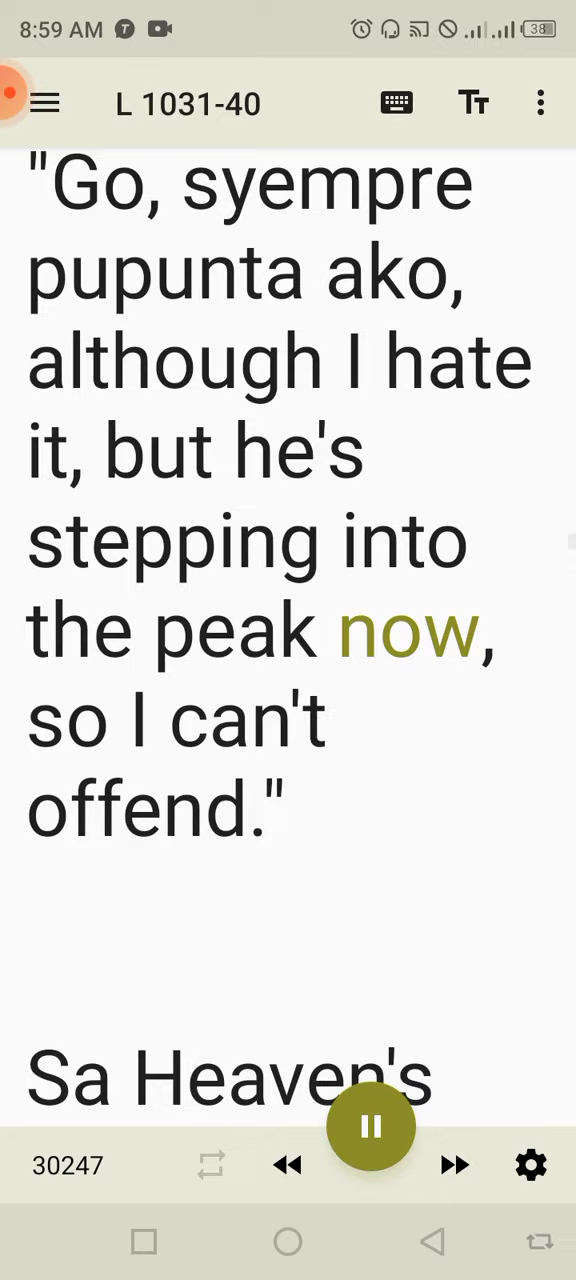 8:59 AM
38
L 1031-40
"Go, syempre
pupunta ako,
although I hate
it, but he's
stepping into
the peak now,
so I can't
offend."
Sa Heaven's
30247